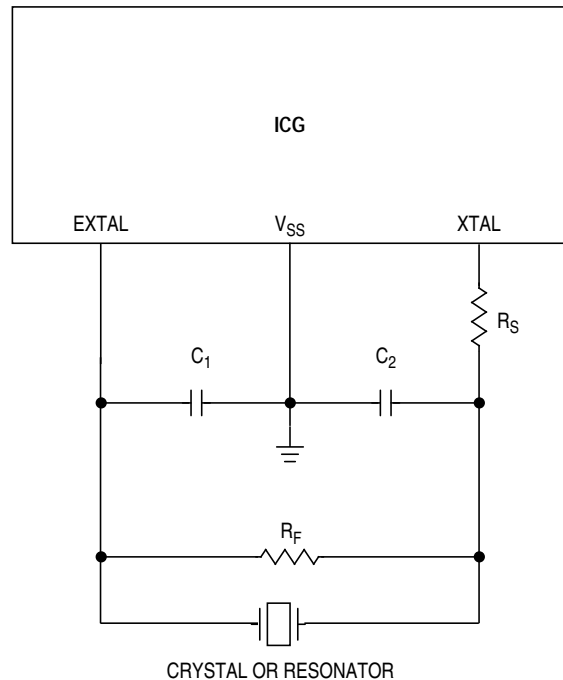 ICG
EXTAL
VSS
XTAL
RS
C1
C2
RF
CRYSTAL OR RESONATOR